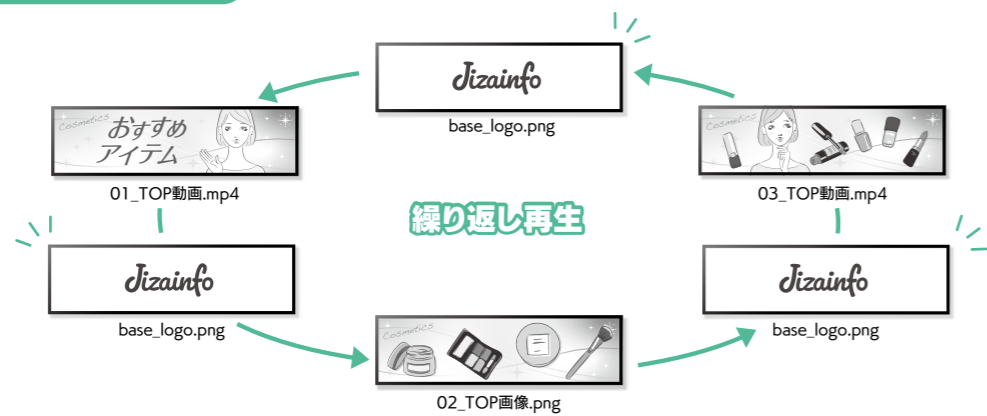 Jizainfo
base_logo.png
Cosmetics
おすすめ
アイテム
01_TOP動画.mp4
Cosmetics
03_TOP動画.mp4
繰り返し再生
Jizainfo
base_logo.png
Jizainfo
base_logo.png
Cosmetics
02_TOP画像.png